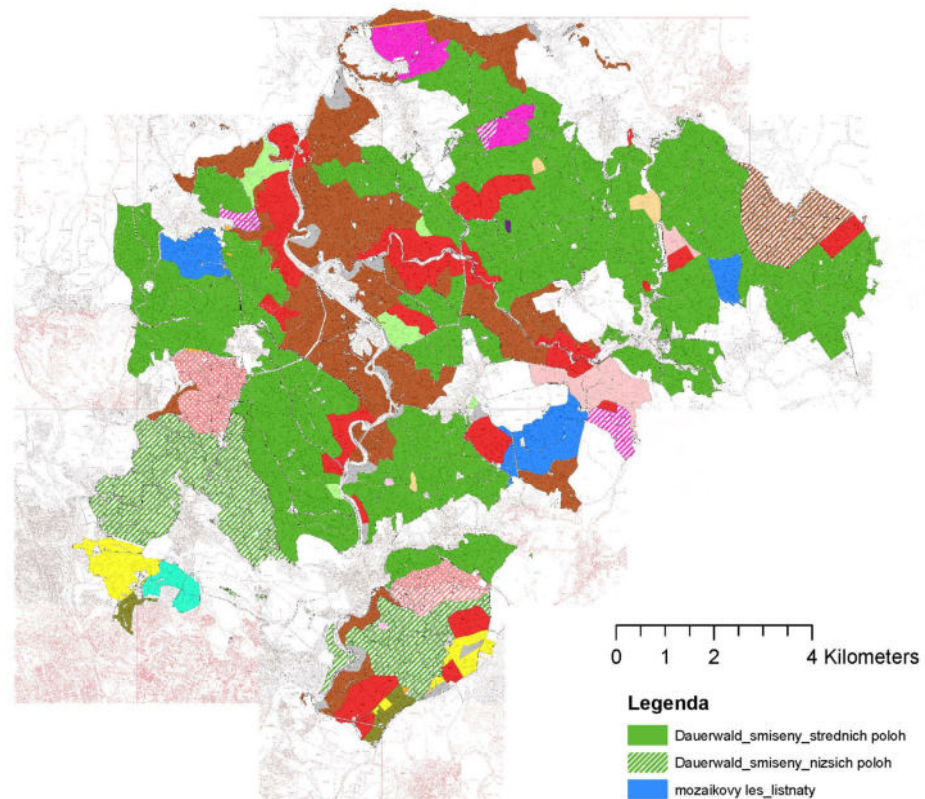 0 1 2 4 Kilometers
Legenda
Dauerwald_smiseny_strednich poloh
Dauerwald_smiseny_nizsich poloh
mozaikovy les_listnaty